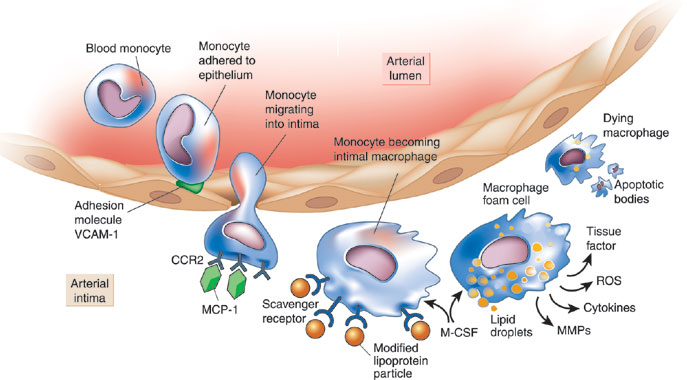 Blood monocyte
Monocyte
adhered to
epithelium
Arterial
lumen
Monocyte
migrating
into intima
Monocyte becoming
intimal macrophage
Dying
macrophage
Apoptotic
bodies
Macrophage
foam cell
Adhesion
molecule
VCAM-1
Tissue
factor
CCR2
Arterial
intima
MCP-1
Scavenger
receptor
M-CSF
Lipid
droplets
ROS
Cytokines
MMPs
Modified
lipoprotein
particle